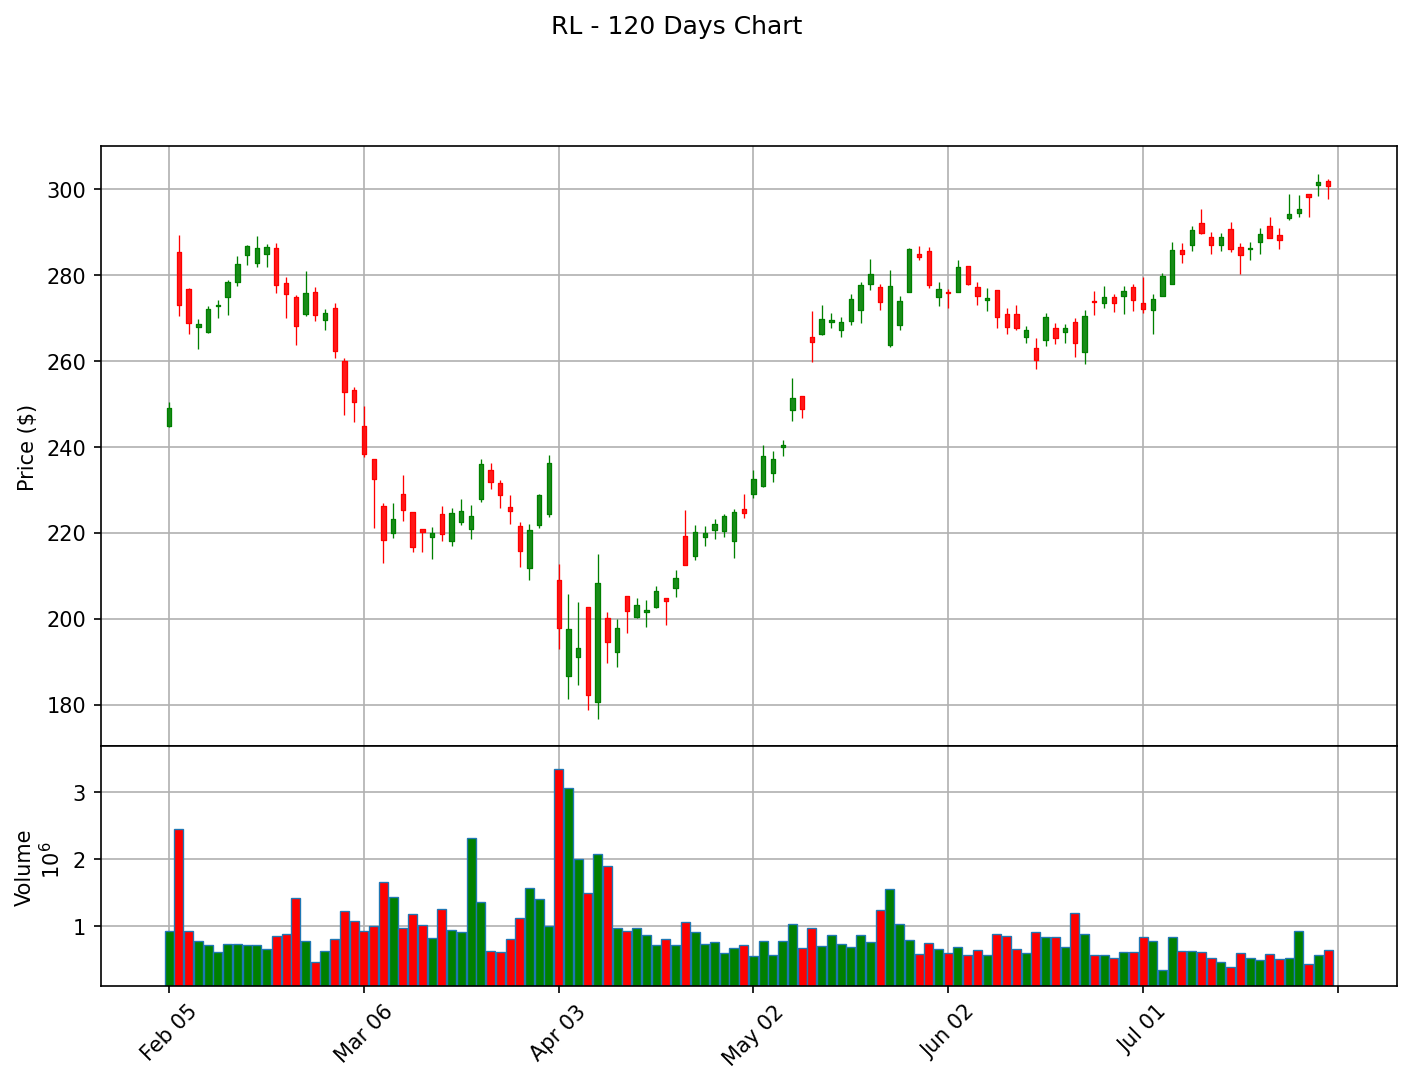 RL - 120 Days Chart
Price ($)
300
280
260
240
220
200
180
Volume
10^6
3
2
1
Feb 05
Mar 06
Apr 03
May 02
Jun 02
Jul 01